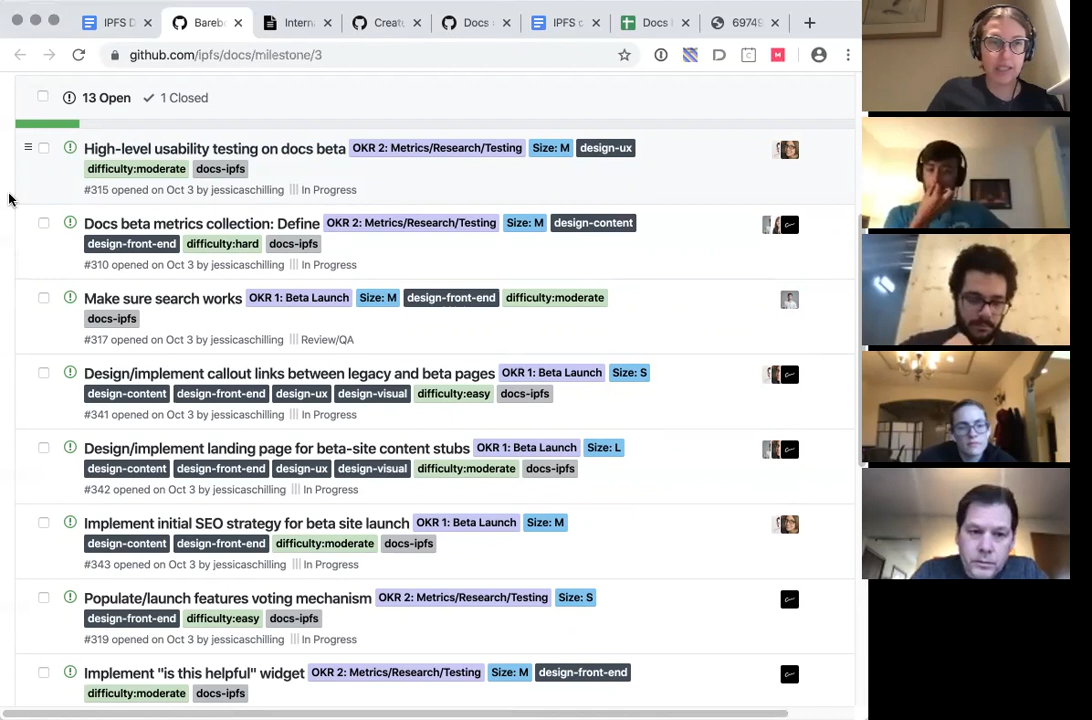 IPFS D
Bareb
Intern
Creatu
Docs a
IPFS c
Docs I
69749
github.com/ipfs/docs/milestone/3
13 Open 1 Closed
High-level usability testing on docs beta OKR 2: Metrics/Research/Testing Size: M design-ux
difficulty:moderate docs-ipfs
#315 opened on Oct 3 by jessicaschilling In Progress
Docs beta metrics collection: Define OKR 2: Metrics/Research/Testing Size: M design-content
design-front-end difficulty:hard docs-ipfs
#310 opened on Oct 3 by jessicaschilling In Progress
Make sure search works OKR 1: Beta Launch Size: M design-front-end difficulty:moderate
docs-ipfs
#317 opened on Oct 3 by jessicaschilling Review/QA
Design/implement callout links between legacy and beta pages OKR 1: Beta Launch Size: S
design-content design-front-end design-ux design-visual difficulty:easy docs-ipfs
#341 opened on Oct 3 by jessicaschilling In Progress
Design/implement landing page for beta-site content stubs OKR 1: Beta Launch Size: L
design-content design-front-end design-ux design-visual difficulty:moderate docs-ipfs
#342 opened on Oct 3 by jessicaschilling In Progress
Implement initial SEO strategy for beta site launch OKR 1: Beta Launch Size: M
design-content design-front-end difficulty:moderate docs-ipfs
#343 opened on Oct 3 by jessicaschilling In Progress
Populate/launch features voting mechanism OKR 2: Metrics/Research/Testing Size: S
design-front-end difficulty:easy docs-ipfs
#319 opened on Oct 3 by jessicaschilling In Progress
Implement "is this helpful" widget OKR 2: Metrics/Research/Testing Size: M design-front-end
difficulty:moderate docs-ipfs